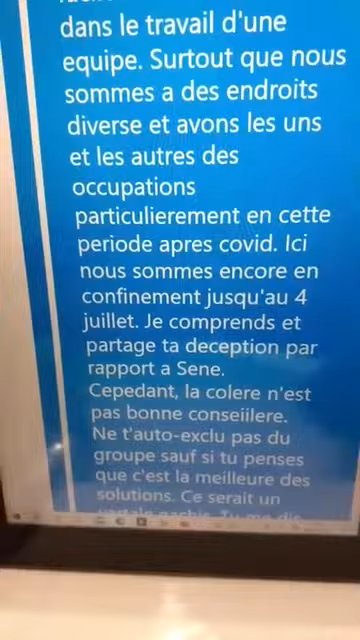 dans le travail d'une
equipe. Surtout que nous
sommes a des endroits
diverse et avons les uns
et les autres des
occupations
particulierement en cette
periode apres covid. Ici
nous sommes encore en
confinement jusqu'au 4
juillet. Je comprends et
partage ta deception par
rapport a Sene.
Cepedant, la colere n'est
pas bonne conseiillere.
Ne t'auto-exclu pas du
groupe sauf si tu penses
que c'est la meilleure des
solutions. Ce serait un